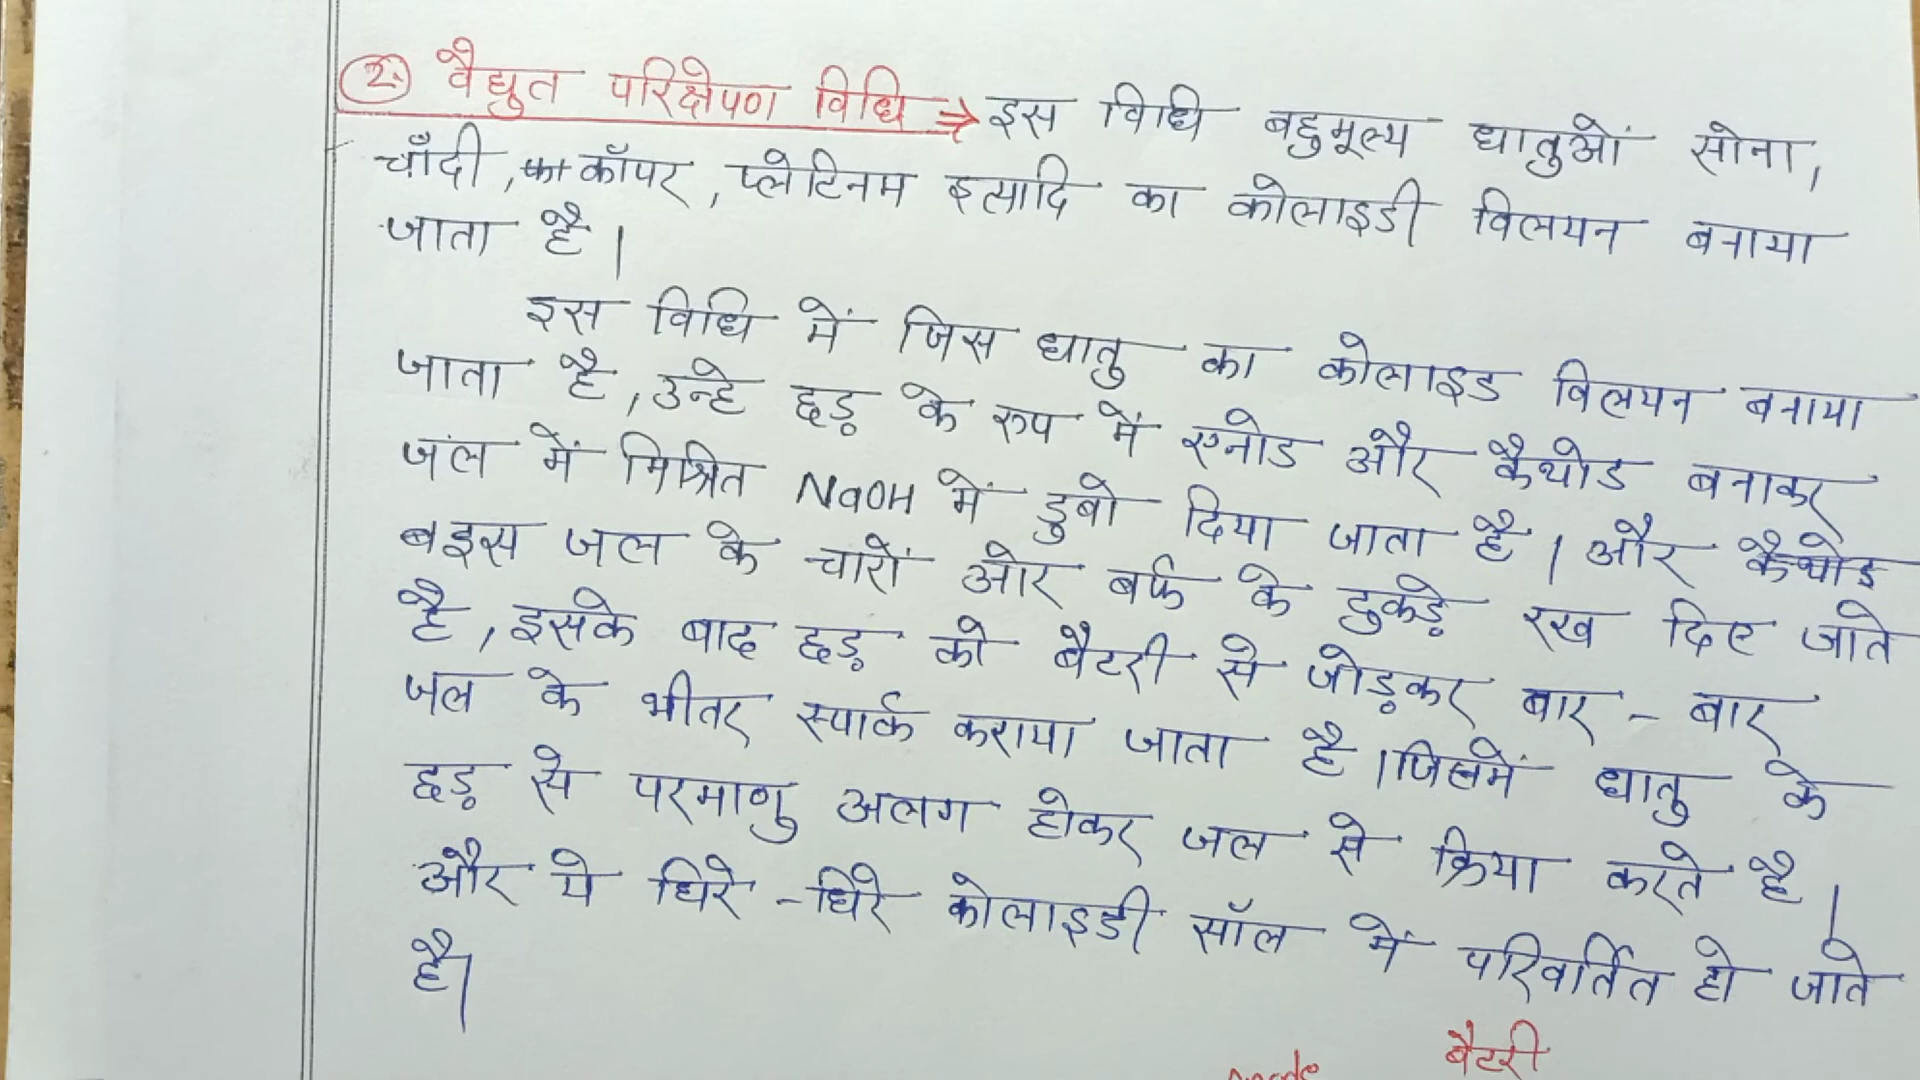 2. वैद्युत परिक्षेपण विधि ⇒ इस विधि बहुमूल्य धातुओं सोना,
चाँदी, कॉपर, प्लेटिनम इत्यादि का कोलाइडी विलयन बनाया
जाता है।
इस विधि में जिस धातु का कोलाइड विलयन बनाया
जाता है, उन्हे छड़ के रुप में एनोड और कैथोड बनाकर
जल में मिश्रित NaOH में डुबो दिया जाता है। और कैथोड
इस जल के चारों ओर बर्फ के टुकड़े रख दिए जाते
है, इसके बाद छड़ को बैटरी से जोड़कर बार - बार
जल के भीतर स्पार्क कराया जाता है। जिसमें धातु के
छड़ से परमाणु अलग होकर जल से क्रिया करते है।
और ये धिरे - धिरे कोलाइडी सॉल में परिवर्तित हो जाते
है।
बैटरी